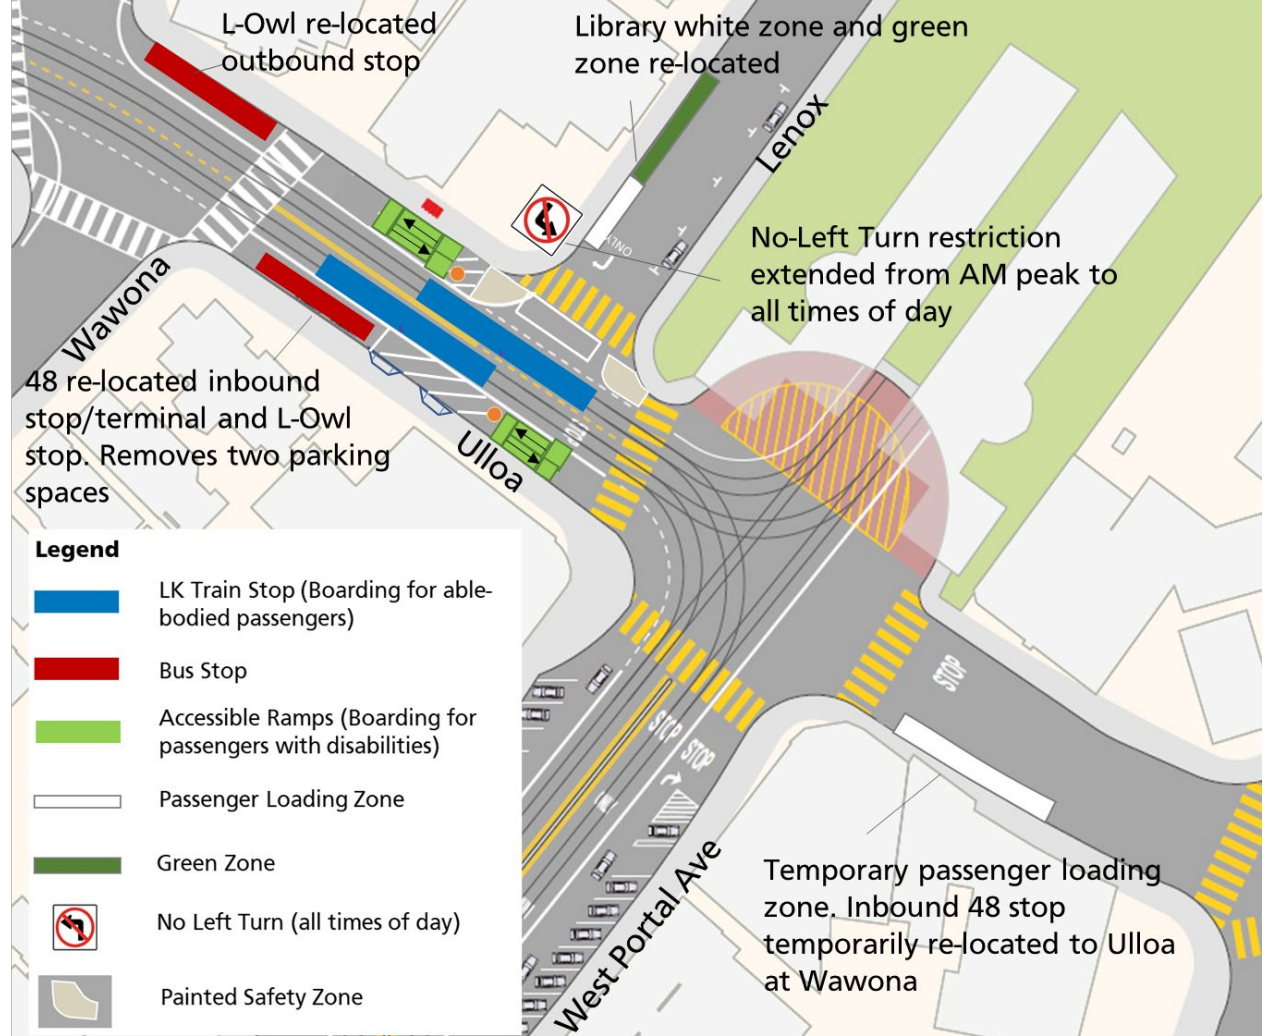 L-Owl re-located
outbound stop
Library white zone and green
zone re-located
Lenox
ONLY
No-Left Turn restriction
extended from AM peak to
all times of day
Wawona
48 re-located inbound
stop/terminal and L-Owl
stop. Removes two parking
spaces
Ulloa
STOP
STOP
STOP
STOP
West Portal Ave
Temporary passenger loading
zone. Inbound 48 stop
temporarily re-located to Ulloa
at Wawona
Legend
LK Train Stop (Boarding for able-
bodied passengers)
Bus Stop
Accessible Ramps (Boarding for
passengers with disabilities)
Passenger Loading Zone
Green Zone
No Left Turn (all times of day)
Painted Safety Zone